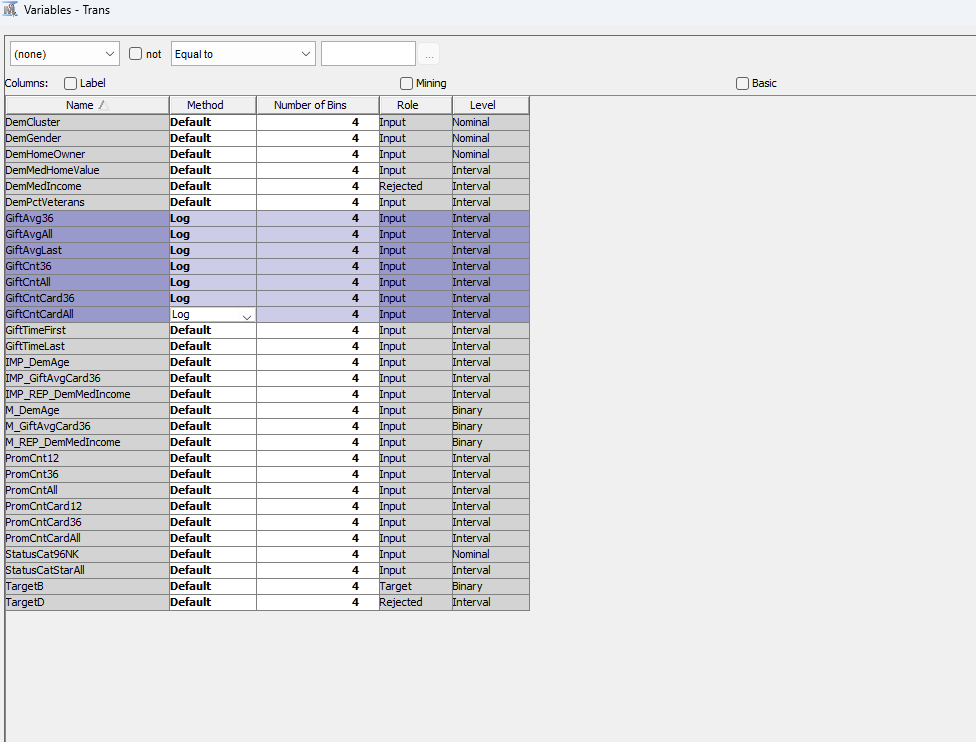 Variables - Trans
(none) not Equal to ...
Columns: Label Mining Basic
Name Method Number of Bins Role Level
DemCluster Default 4 Input Nominal
DemGender Default 4 Input Nominal
DemHomeOwner Default 4 Input Nominal
DemMedHomeValue Default 4 Input Interval
DemMedIncome Default 4 Rejected Interval
DemPctVeterans Default 4 Input Interval
GiftAvg36 Log 4 Input Interval
GiftAvgAll Log 4 Input Interval
GiftAvgLast Log 4 Input Interval
GiftCnt36 Log 4 Input Interval
GiftCntAll Log 4 Input Interval
GiftCntCard36 Log 4 Input Interval
GiftCntCardAll Log 4 Input Interval
GiftTimeFirst Default 4 Input Interval
GiftTimeLast Default 4 Input Interval
IMP_DemAge Default 4 Input Interval
IMP_GiftAvgCard36 Default 4 Input Interval
IMP_REP_DemMedIncome Default 4 Input Interval
M_DemAge Default 4 Input Binary
M_GiftAvgCard36 Default 4 Input Binary
M_REP_DemMedIncome Default 4 Input Binary
PromCnt12 Default 4 Input Interval
PromCnt36 Default 4 Input Interval
PromCntAll Default 4 Input Interval
PromCntCard12 Default 4 Input Interval
PromCntCard36 Default 4 Input Interval
PromCntCardAll Default 4 Input Interval
StatusCat96NK Default 4 Input Nominal
StatusCatStarAll Default 4 Input Interval
TargetB Default 4 Target Binary
TargetD Default 4 Rejected Interval